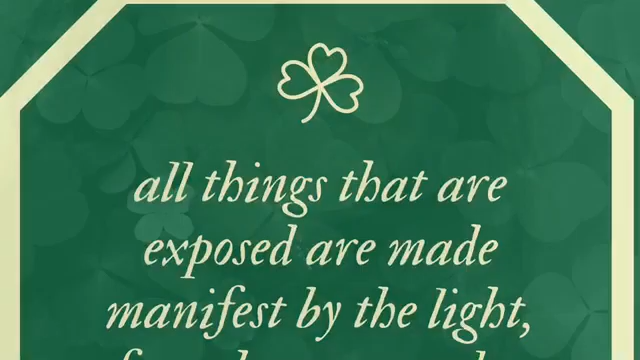 all things that are
exposed are made
manifest by the light,